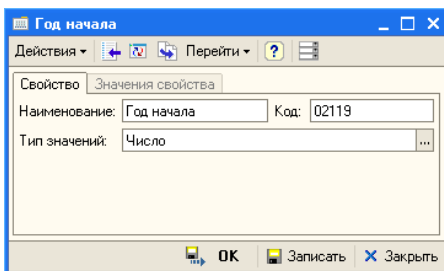 Год начала
Действия Перейти ?
Свойство Значения свойства
Наименование: Год начала Код: 02119
Тип значений: Число ...
OK Записать Закрыть